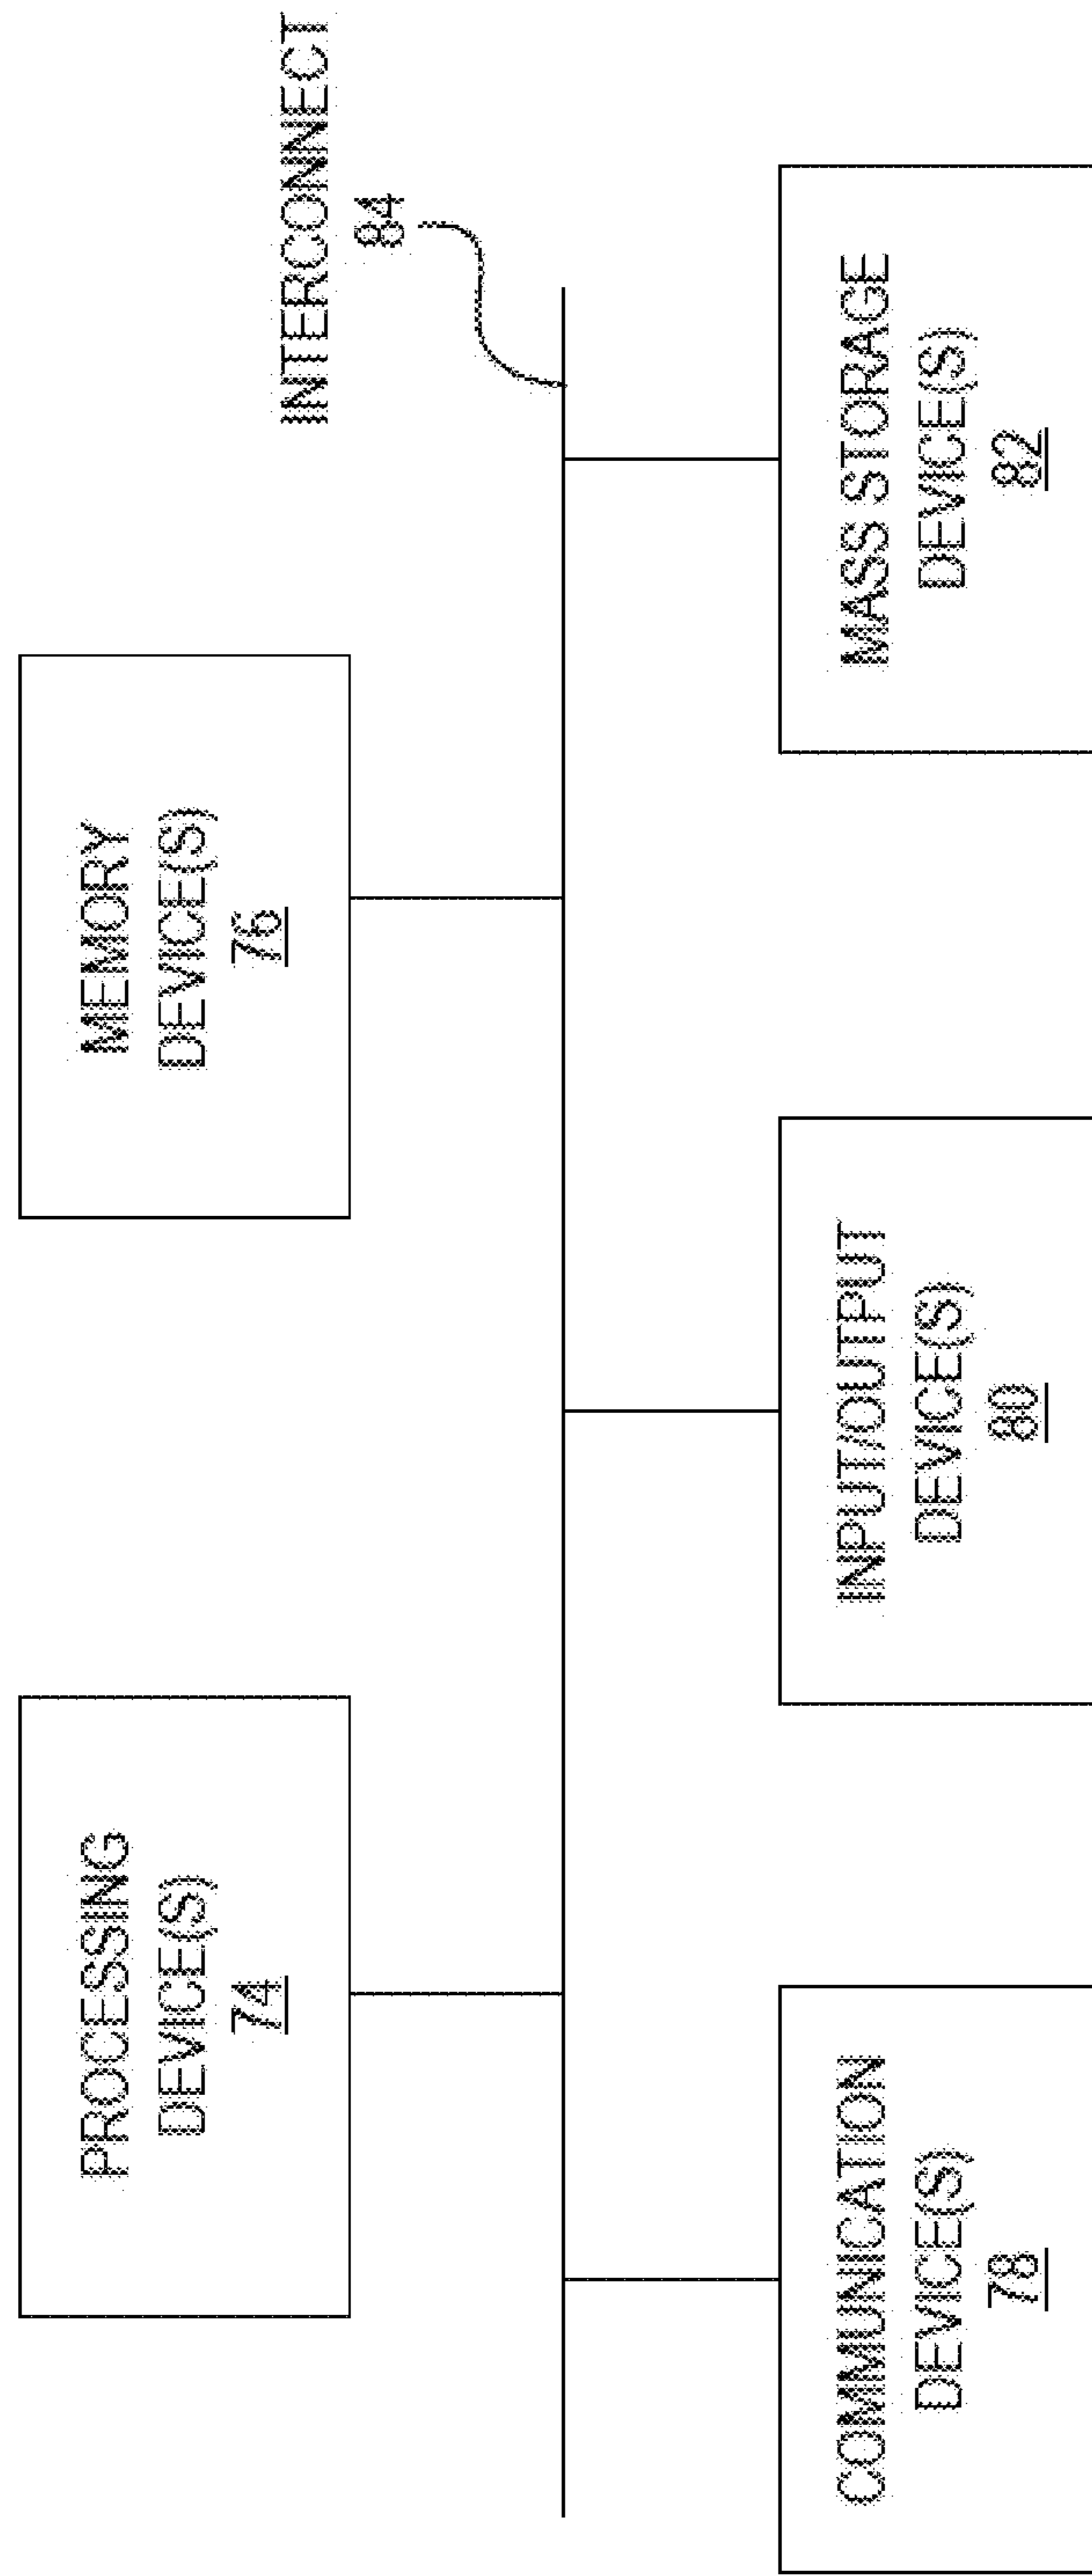 INTERCONNECT
84
PROCESSING
DEVICE(S)
74
MEMORY
DEVICE(S)
76
COMMUNICATION
DEVICE(S)
78
INPUT/OUTPUT
DEVICE(S)
80
MASS STORAGE
DEVICE(S)
82